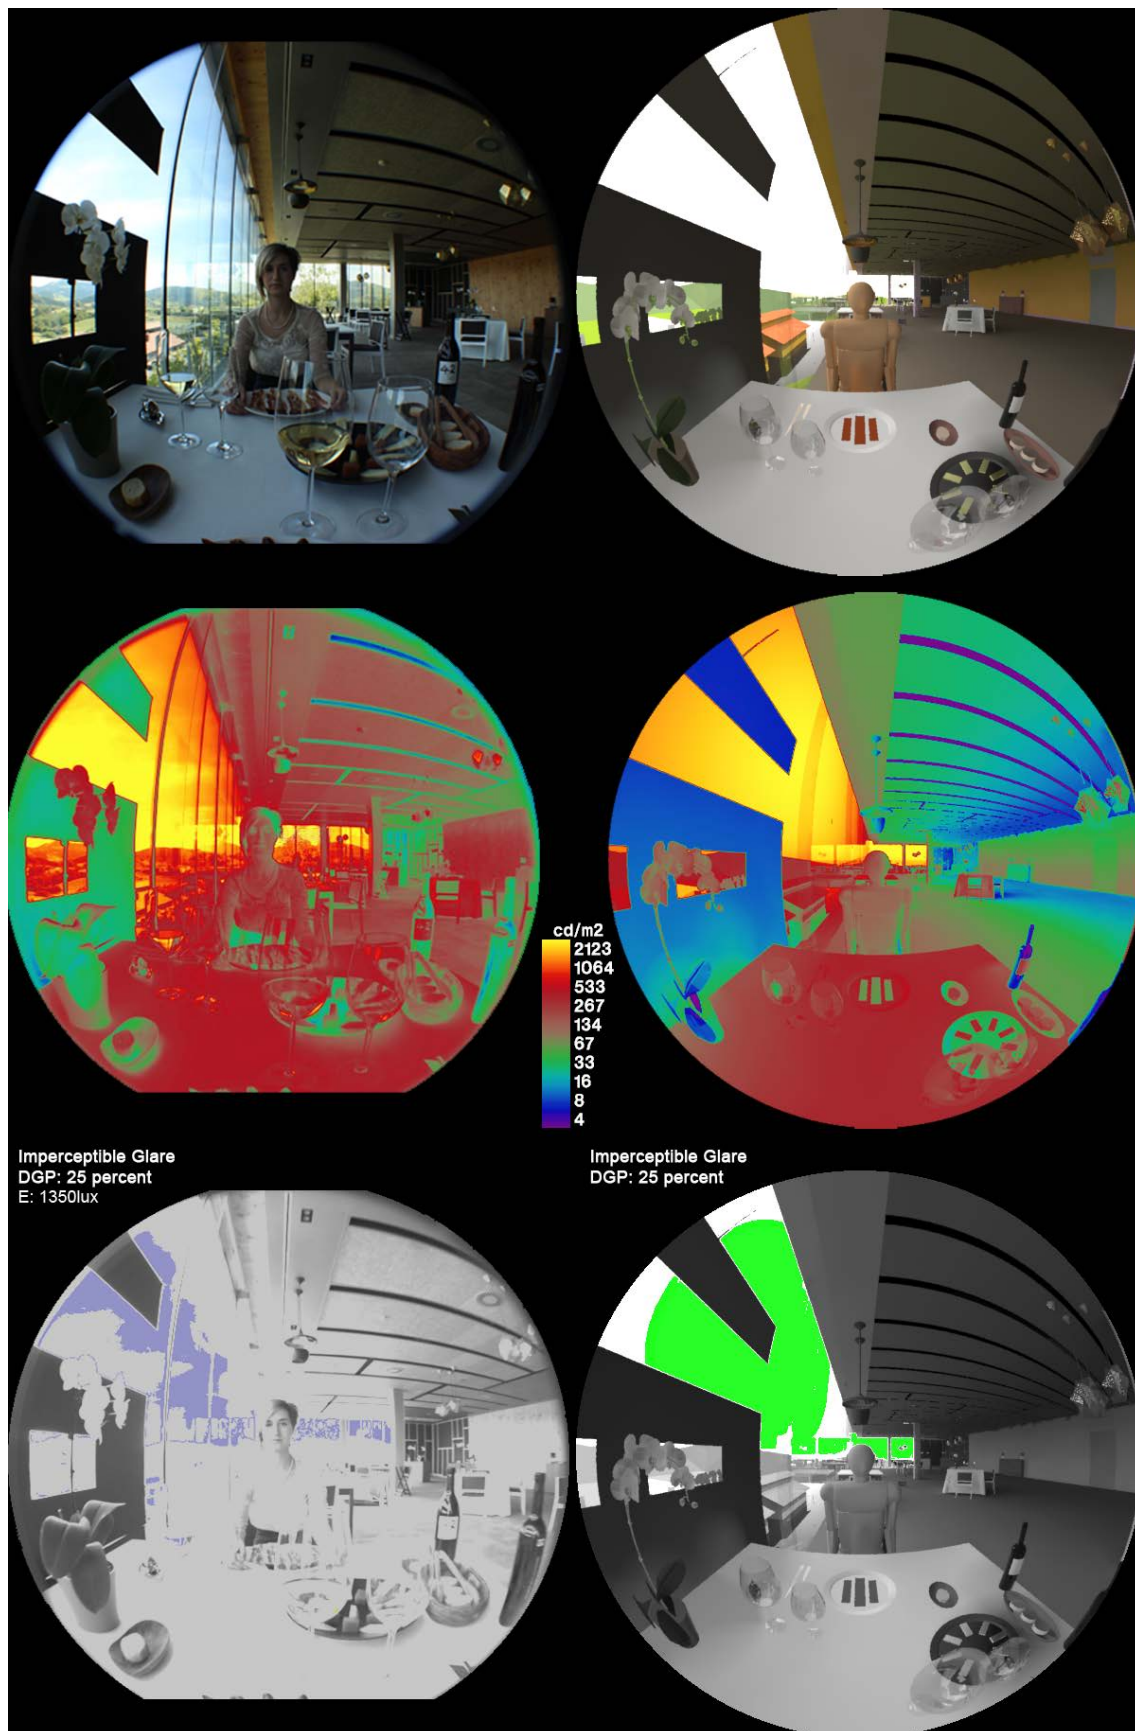 cd/m2
2123
1064
533
267
134
67
33
16
8
4
Imperceptible Glare
DGP: 25 percent
E: 1350lux
Imperceptible Glare
DGP: 25 percent